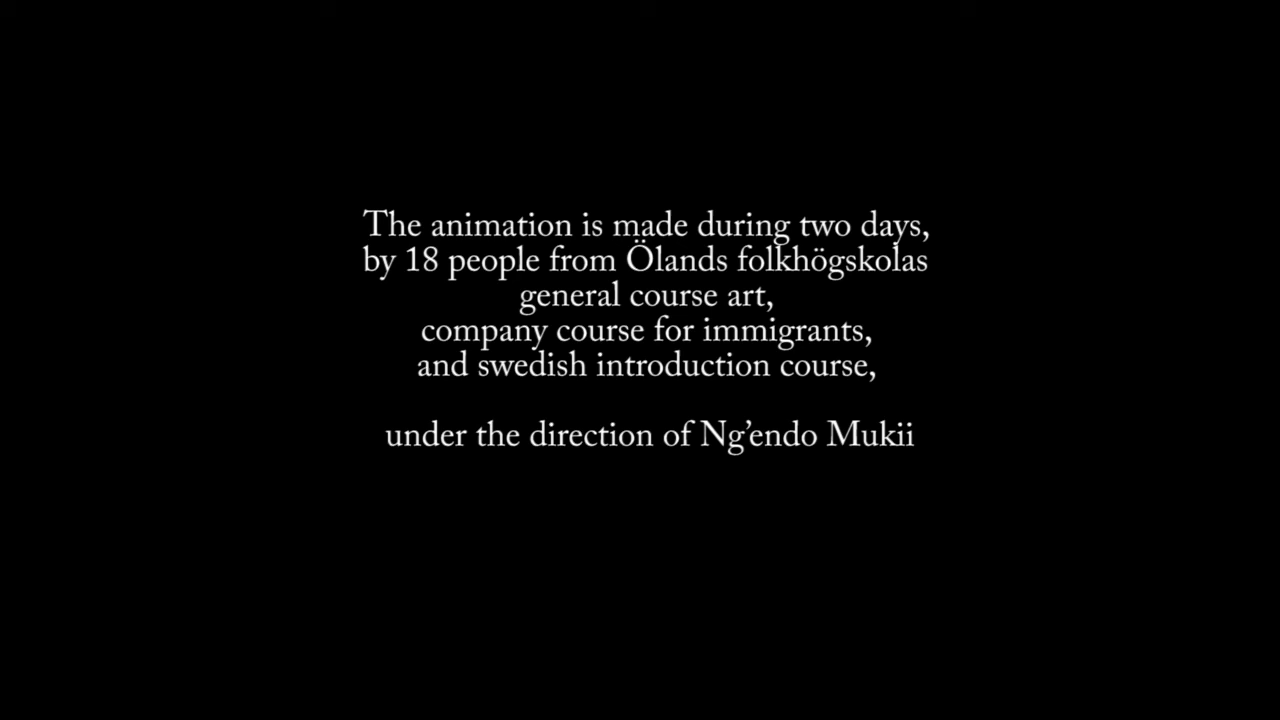 The animation is made during two days,
by 18 people from Ölands folkhögskolas
general course art,
company course for immigrants,
and swedish introduction course,
under the direction of Ng’endo Mukii